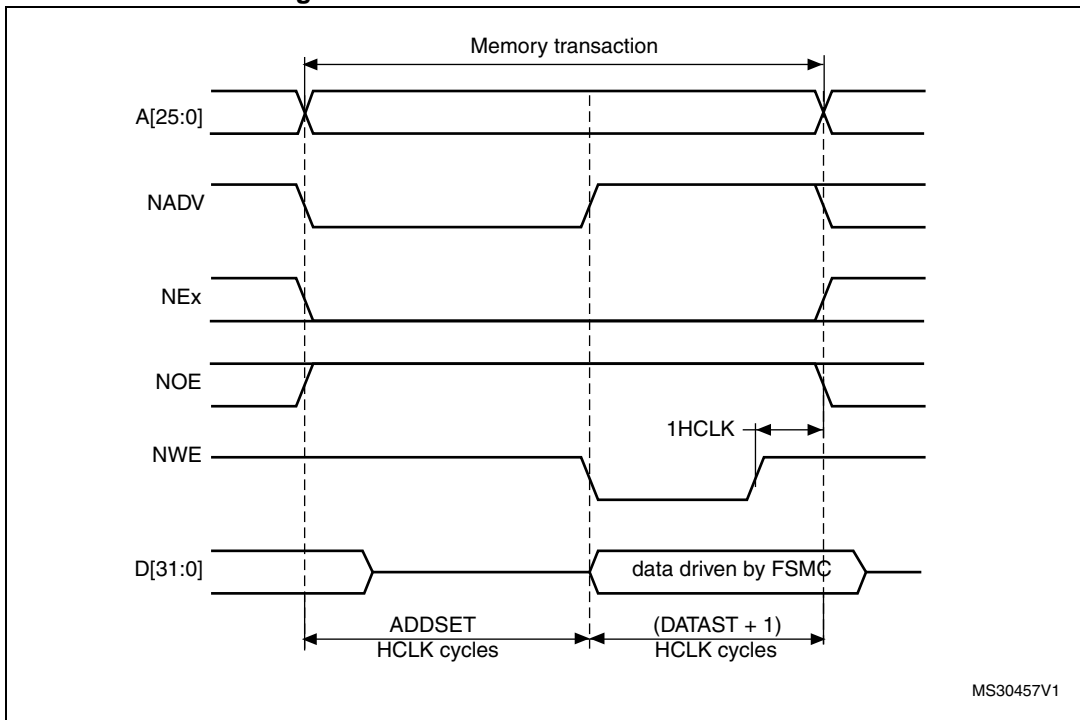 Memory transaction
A[25:0]
NADV
NEx
NOE
1HCLK
NWE
D[31:0]
data driven by FSMC
ADDSET
HCLK cycles
(DATAST + 1)
HCLK cycles
MS30457V1